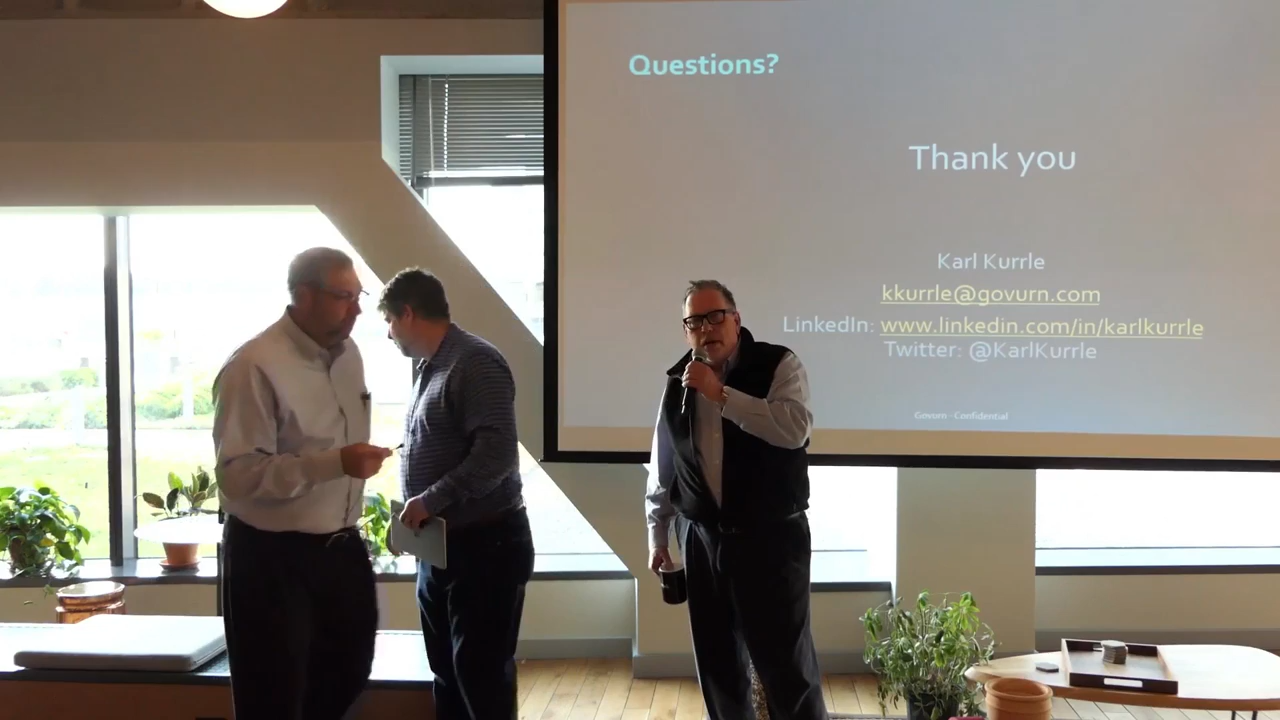 Questions?
Thank you
Karl Kurrle
kkurrle@govurn.com
LinkedIn: www.linkedin.com/in/karlkurrle
Twitter: @KarlKurrle
Govurn - Confidential